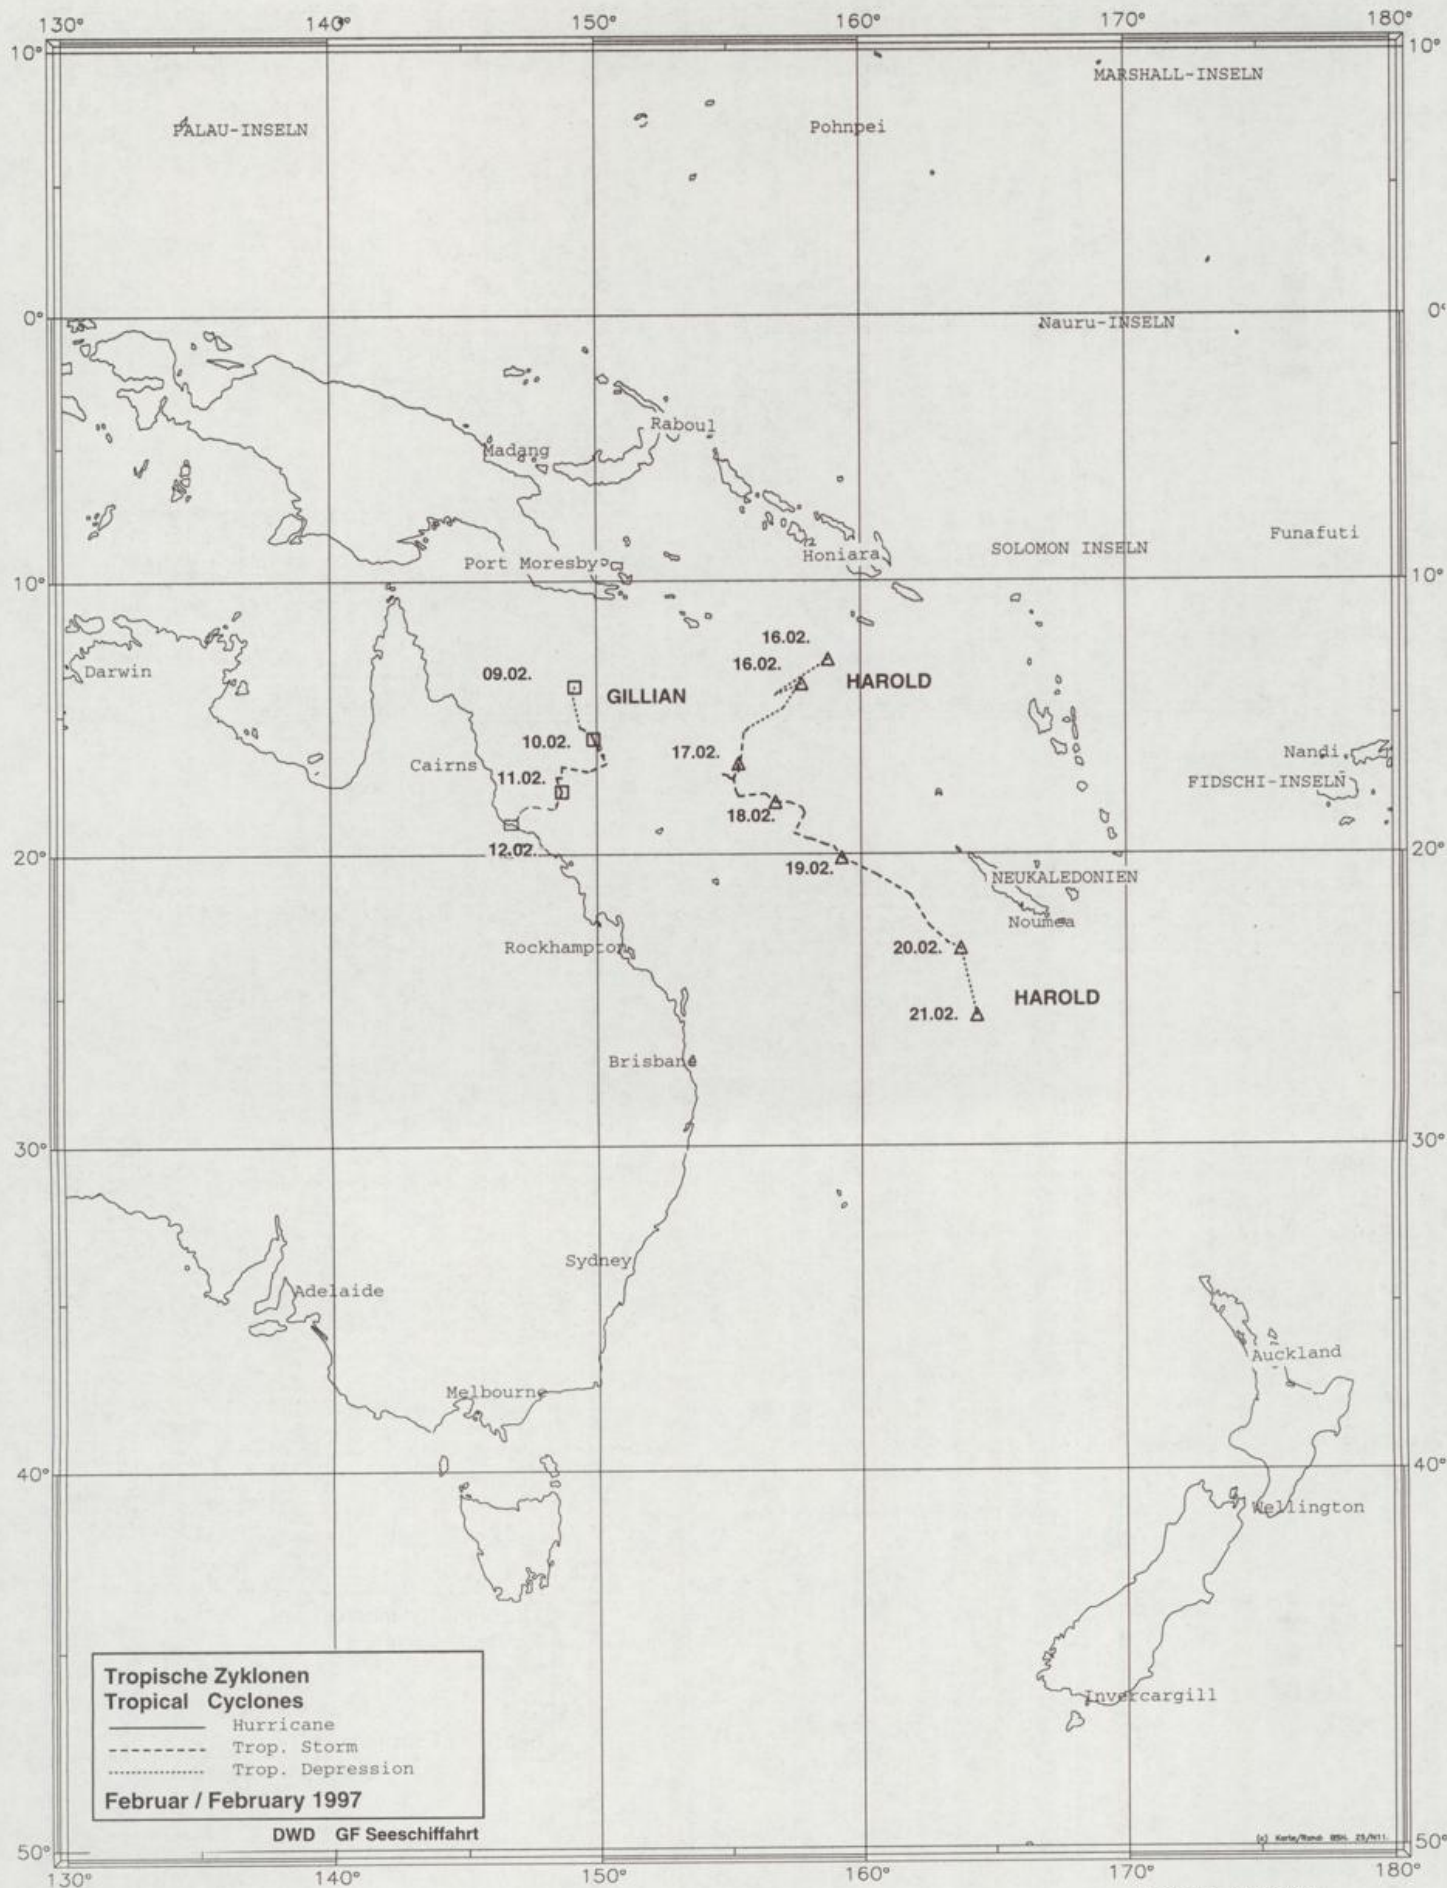 130° 140° 150° 160° 170° 180°
10° 10°
MARSHALL-INSELN
PALAU-INSELN
Pohnpei
0° 0°
Nauru-INSELN
Raboul
Madang
Funafuti
SOLOMON INSELN
Honiara
Port Moresby
10° 10°
16.02.
16.02.
HAROLD
Darwin
09.02.
GILLIAN
10.02.
17.02.
Nandi
Cairns
11.02.
FIDSCHI-INSELN
18.02.
12.02.
20° 20°
19.02.
NEUKALEDONIEN
Noumea
Rockhampton
20.02.
HAROLD
21.02.
Brisbane
30° 30°
Sydney
Adelaide
Auckland
Melbourne
40° 40°
Wellington
Invercargill
Tropische Zyklonen
Tropical Cyclones
Hurricane
Trop. Storm
Trop. Depression
Februar / February 1997
DWD GF Seeschiffahrt
50° 50°
130° 140° 150° 160° 170° 180°